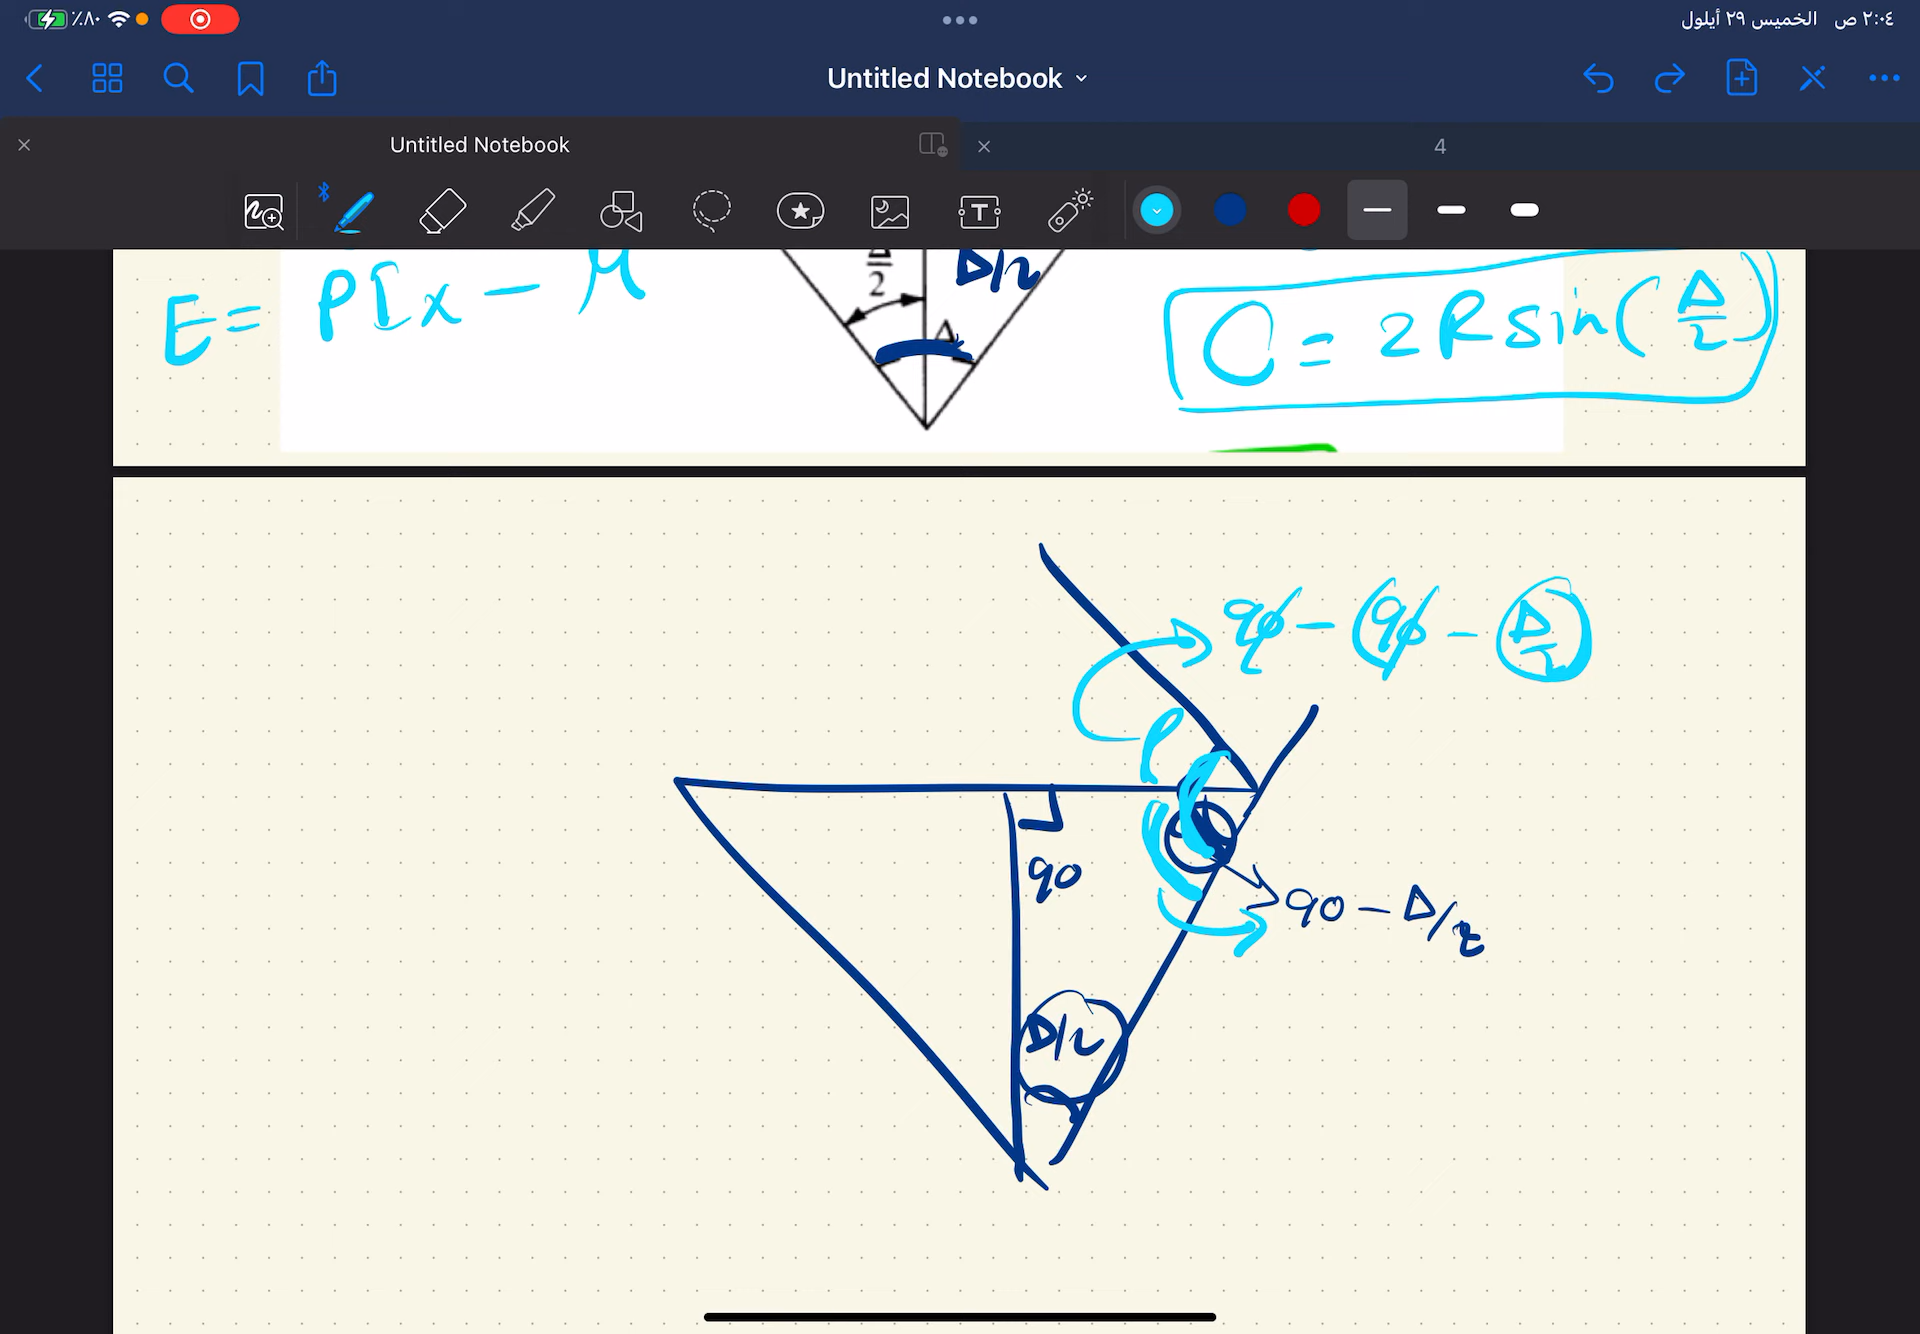 ٪٨٠
٢:٠٤ ص الخميس ٢٩ أيلول
Untitled Notebook
Untitled Notebook
4
E = P[x - M
Δ/2
Δ/2
Δ
C = 2 R sin(Δ/2)
90 - (90 - Δ/2
90
90 - Δ/2
Δ/2